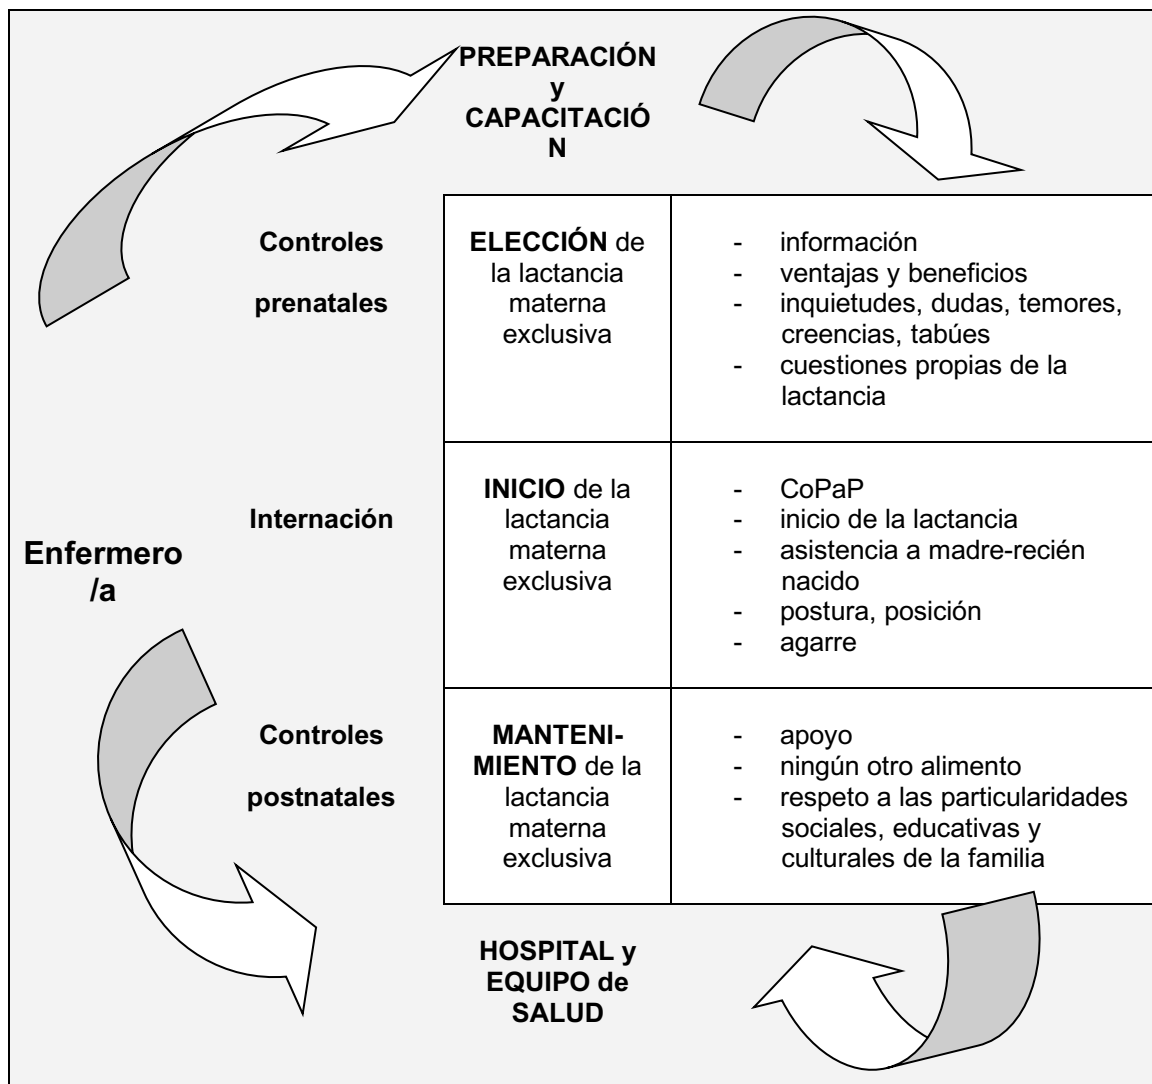 PREPARACIÓN
y
CAPACITACIÓ
N
Controles
prenatales
ELECCIÓN de
la lactancia
materna
exclusiva
- información
- ventajas y beneficios
- inquietudes, dudas, temores,
creencias, tabúes
- cuestiones propias de la
lactancia
Enfermero
/a
Internación
INICIO de la
lactancia
materna
exclusiva
- CoPaP
- inicio de la lactancia
- asistencia a madre-recién
nacido
- postura, posición
- agarre
Controles
postnatales
MANTENI-
MIENTO de la
lactancia
materna
exclusiva
- apoyo
- ningún otro alimento
- respeto a las particularidades
sociales, educativas y
culturales de la familia
HOSPITAL y
EQUIPO de
SALUD